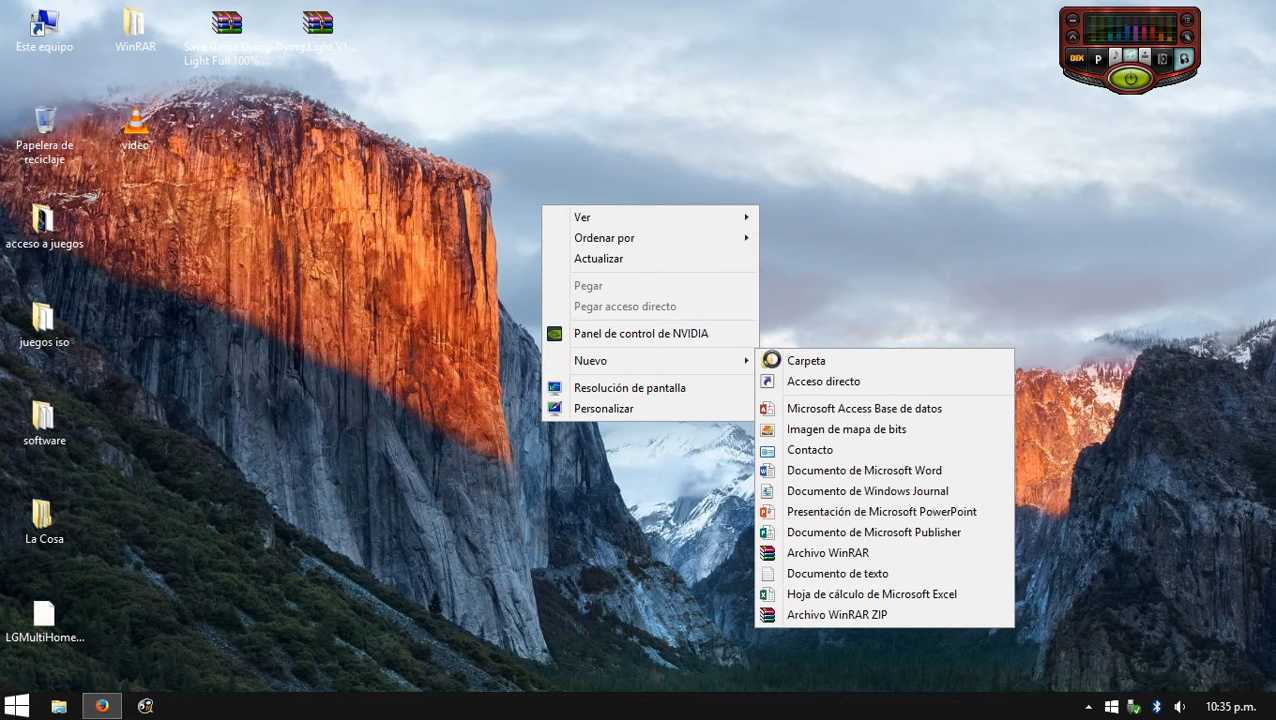 Este equipo
WinRAR
Save Game Dying
Light Full 100% ...
Dying Light V1...
DBX
P
Papelera de
reciclaje
video
acceso a juegos
juegos iso
software
La Cosa
LGMultiHome...
Ver
Ordenar por
Actualizar
Pegar
Pegar acceso directo
Panel de control de NVIDIA
Nuevo
Resolución de pantalla
Personalizar
Carpeta
Acceso directo
Microsoft Access Base de datos
Imagen de mapa de bits
Contacto
Documento de Microsoft Word
Documento de Windows Journal
Presentación de Microsoft PowerPoint
Documento de Microsoft Publisher
Archivo WinRAR
Documento de texto
Hoja de cálculo de Microsoft Excel
Archivo WinRAR ZIP
10:35 p.m.